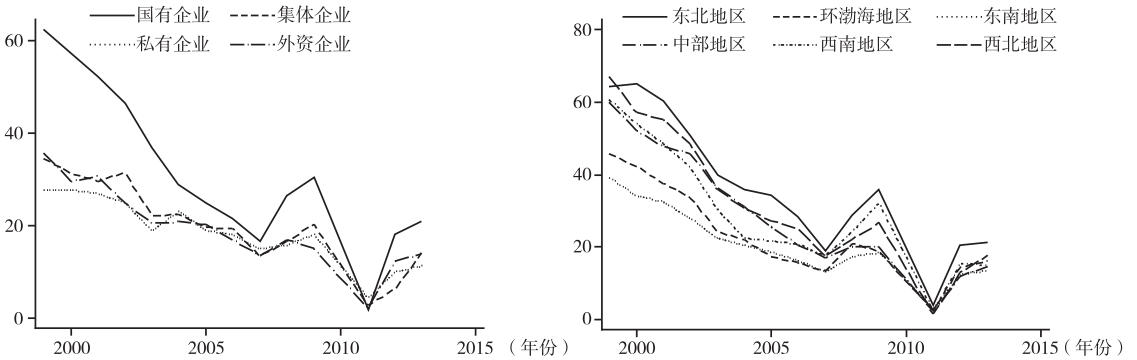 国有企业 集体企业
私有企业 外资企业
60
40
20
0
2000 2005 2010 2015 （年份）
东北地区 环渤海地区 东南地区
中部地区 西南地区 西北地区
80
60
40
20
0
2000 2005 2010 2015（年份）